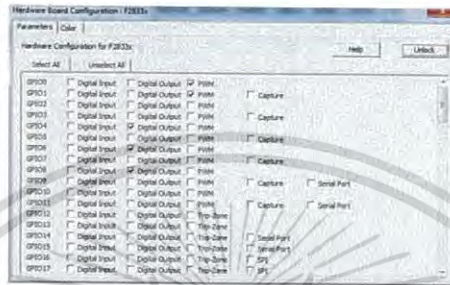 Hardware Board Configuration : F2833x
Parameters Color
Hardware Configuration for F2833x
Help Unlock
Select All Unselect All
GPIO0 Digital Input Digital Output PWM
GPIO1 Digital Input Digital Output PWM Capture
GPIO2 Digital Input Digital Output PWM
GPIO3 Digital Input Digital Output PWM Capture
GPIO4 Digital Input Digital Output PWM
GPIO5 Digital Input Digital Output PWM Capture
GPIO6 Digital Input Digital Output PWM
GPIO7 Digital Input Digital Output PWM Capture
GPIO8 Digital Input Digital Output PWM
GPIO9 Digital Input Digital Output PWM Capture Serial Port
GPIO10 Digital Input Digital Output PWM
GPIO11 Digital Input Digital Output PWM Capture Serial Port
GPIO12 Digital Input Digital Output Trip-Zone
GPIO13 Digital Input Digital Output Trip-Zone
GPIO14 Digital Input Digital Output Trip-Zone Serial Port
GPIO15 Digital Input Digital Output Trip-Zone Serial Port
GPIO16 Digital Input Digital Output Trip-Zone SPI
GPIO17 Digital Input Digital Output Trip-Zone SPI